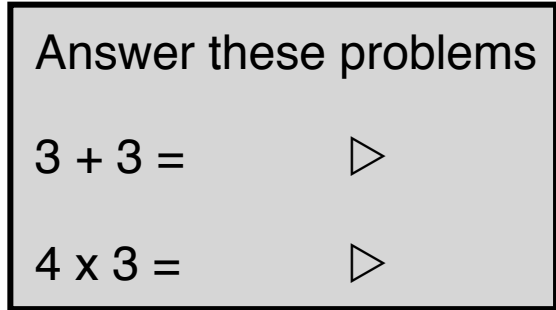 Answer these problems
3 + 3 = ▷
4 x 3 = ▷